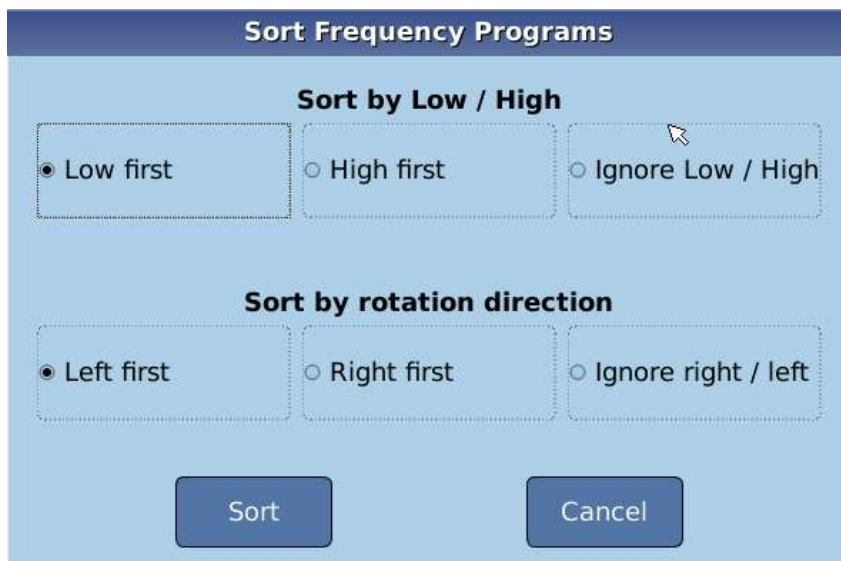 Sort Frequency Programs
Sort by Low / High
Low first High first Ignore Low / High
Sort by rotation direction
Left first Right first Ignore right / left
Sort Cancel